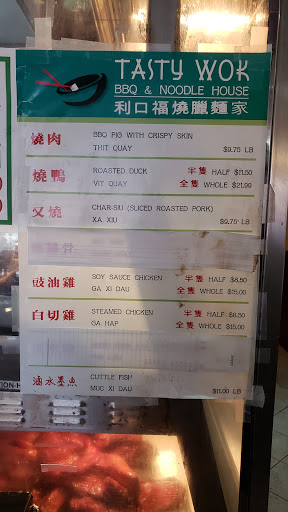 TASTY WOK
BBQ & NOODLE HOUSE
利口福燒臘麵家
燒肉 BBQ PIG WITH CRISPY SKIN
THIT QUAY $9.75 LB
燒鴨 ROASTED DUCK 半隻 HALF $11.50
VIT QUAY 全隻 WHOLE $21.99
叉燒 CHAR-SIU (SLICED ROASTED PORK)
XA XIU $9.75 LB
豉油雞 SOY SAUCE CHICKEN 半隻 HALF $8.50
GA XI DAU 全隻 WHOLE $15.00
白切雞 STEAMED CHICKEN 半隻 HALF $8.50
GA HAP 全隻 WHOLE $15.00
滷水墨魚 CUTTLE FISH
MUC XI DAU $11.00 LB